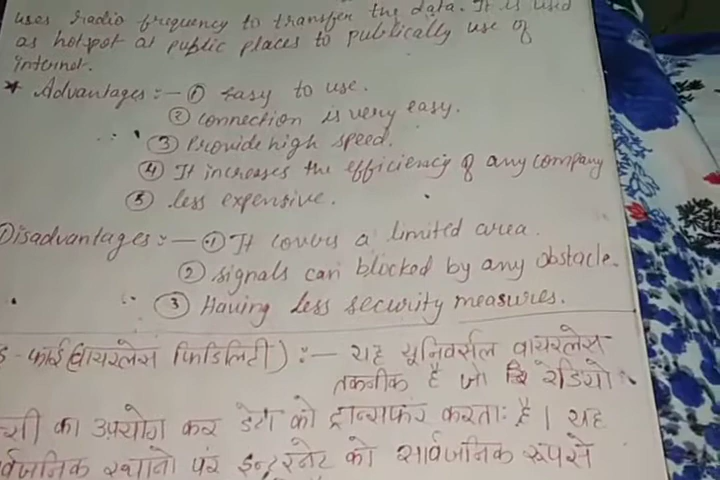 uses radio frequency to transfer the data. It is used
as hotspot at public places to publically use of
internet.
* Advantages :— ① Easy to use.
② Connection is very easy.
③ Provide high speed.
④ It increases the efficiency of any company
⑤ Less expensive.
Disadvantages :— ① It covers a limited area.
② Signals can blocked by any obstacle.
③ Having Less security measures.
- फाई (वायरलेस फिडिलिटी) :— यह यूनिवर्सल वायरलेस
तकनीक है जो कि रेडियो
का उपयोग कर डेटा को ट्रान्सफर करता: है । यह
स्थानो पर इन्टरनेट को सार्वजनिक रूपसे